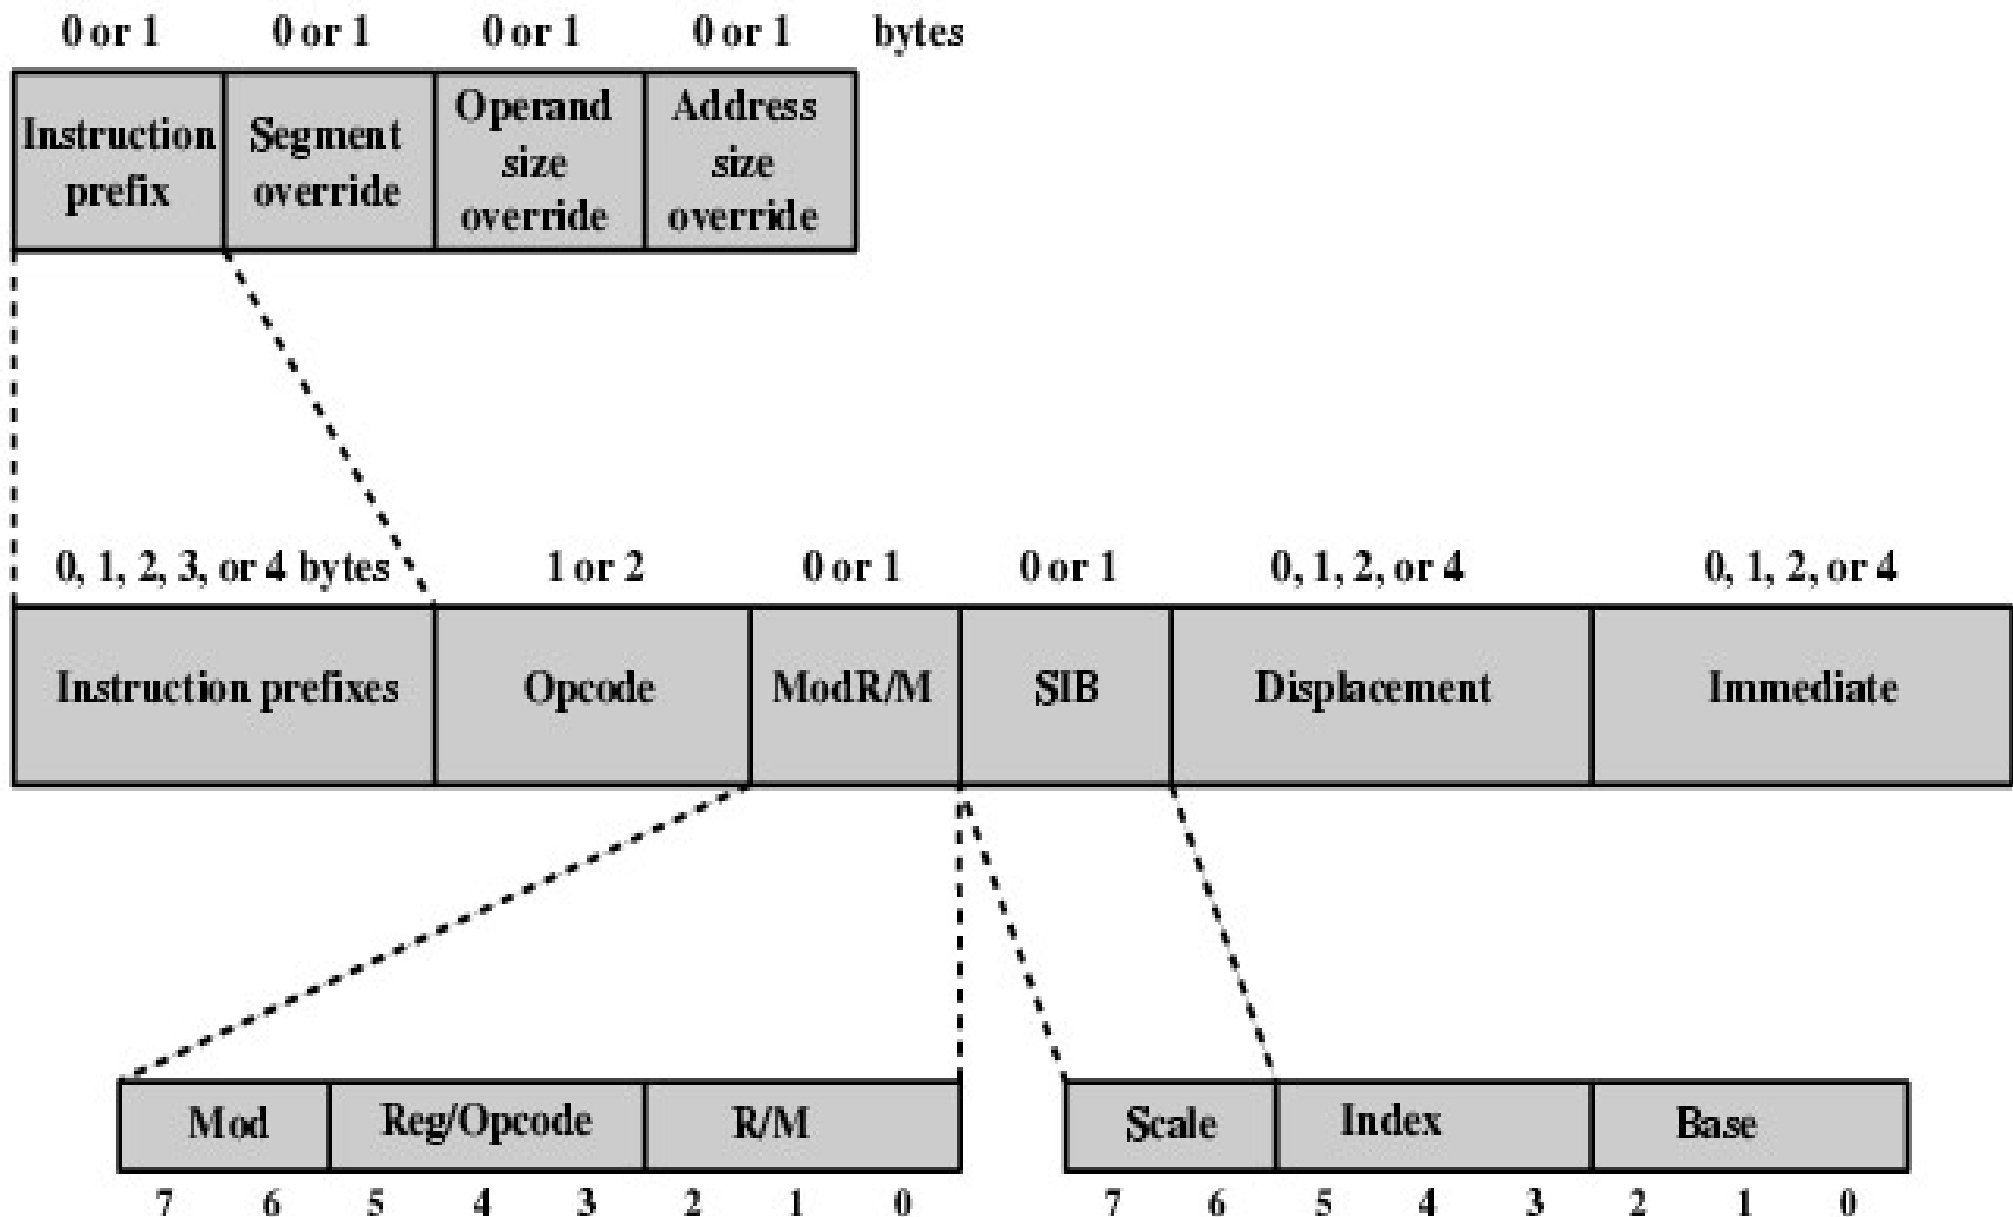 0 or 1 0 or 1 0 or 1 0 or 1 bytes
Instruction prefix
Segment override
Operand size override
Address size override
0, 1, 2, 3, or 4 bytes 1 or 2 0 or 1 0 or 1 0, 1, 2, or 4 0, 1, 2, or 4
Instruction prefixes Opcode ModR/M SIB Displacement Immediate
Mod Reg/Opcode R/M Scale Index Base
7 6 5 4 3 2 1 0 7 6 5 4 3 2 1 0